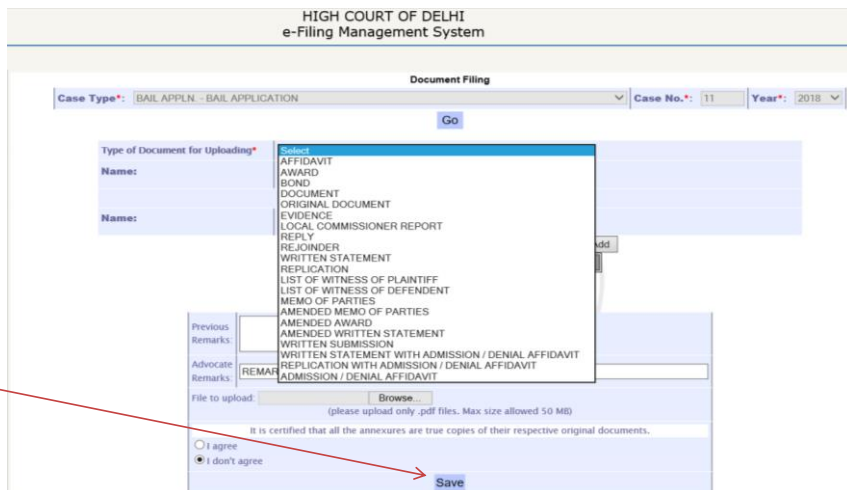 HIGH COURT OF DELHI
e-Filing Management System
Document Filing
Case Type*: BAIL APPLN. - BAIL APPLICATION Case No.*: 11 Year*: 2018
Go
Type of Document for Uploading*
Select
AFFIDAVIT
Name:
AWARD
BOND
DOCUMENT
ORIGINAL DOCUMENT
Name:
EVIDENCE
LOCAL COMMISSIONER REPORT
REPLY
REJOINDER
WRITTEN STATEMENT
REPLICATION
LIST OF WITNESS OF PLAINTIFF
LIST OF WITNESS OF DEFENDENT
MEMO OF PARTIES
AMENDED MEMO OF PARTIES
AMENDED AWARD
AMENDED WRITTEN STATEMENT
WRITTEN SUBMISSION
WRITTEN STATEMENT WITH ADMISSION / DENIAL AFFIDAVIT
REPLICATION WITH ADMISSION / DENIAL AFFIDAVIT
ADMISSION / DENIAL AFFIDAVIT
Previous
Remarks:
Advocate
Remarks:
File to upload: Browse...
(please upload only .pdf files. Max size allowed 50 MB)
It is certified that all the annexures are true copies of their respective original documents.
I agree
I don't agree
Save